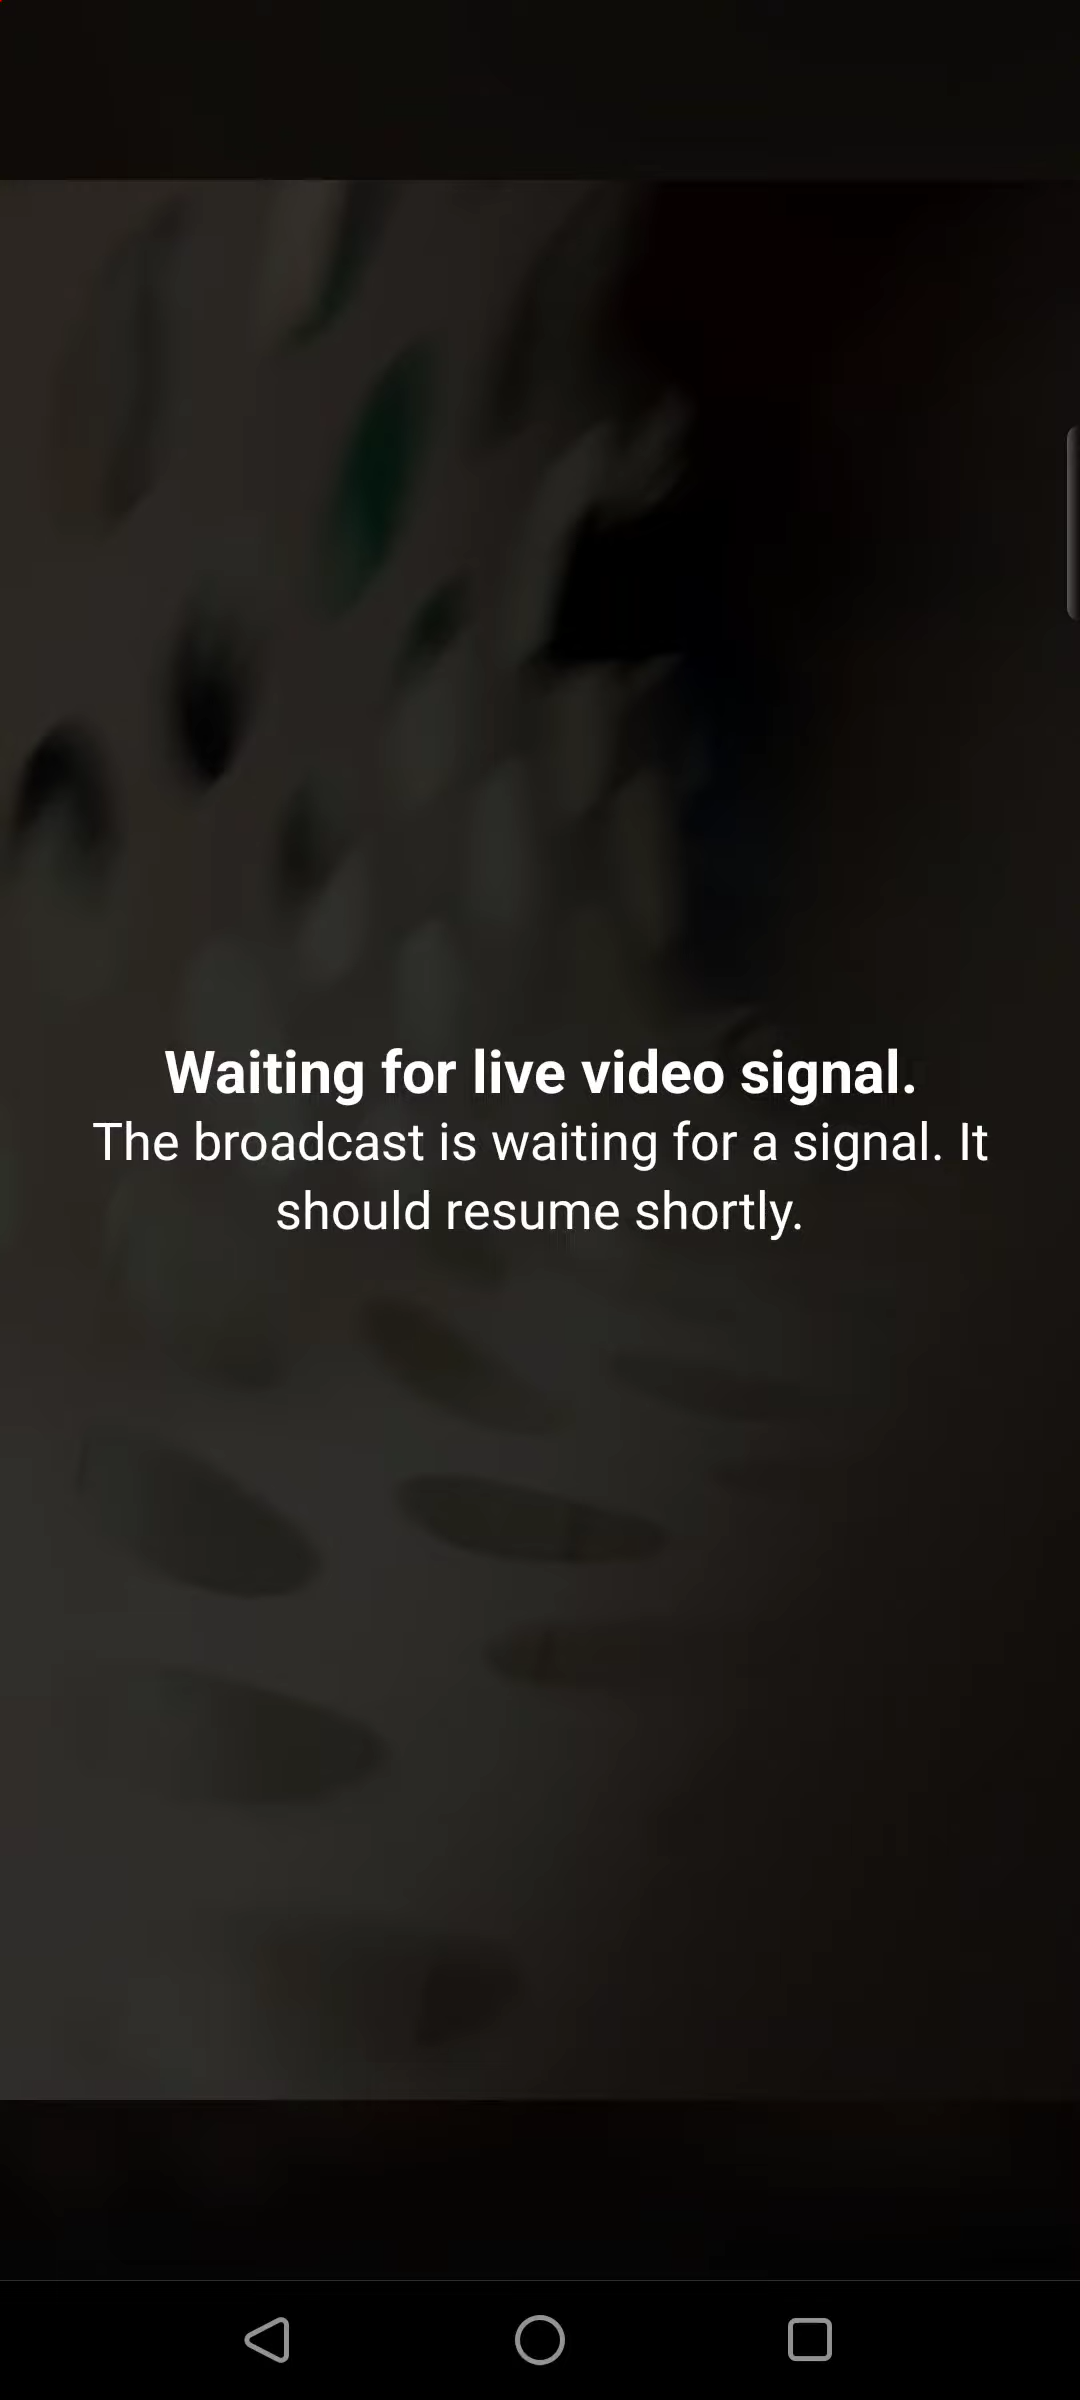 Waiting for live video signal.
The broadcast is waiting for a signal. It
should resume shortly.